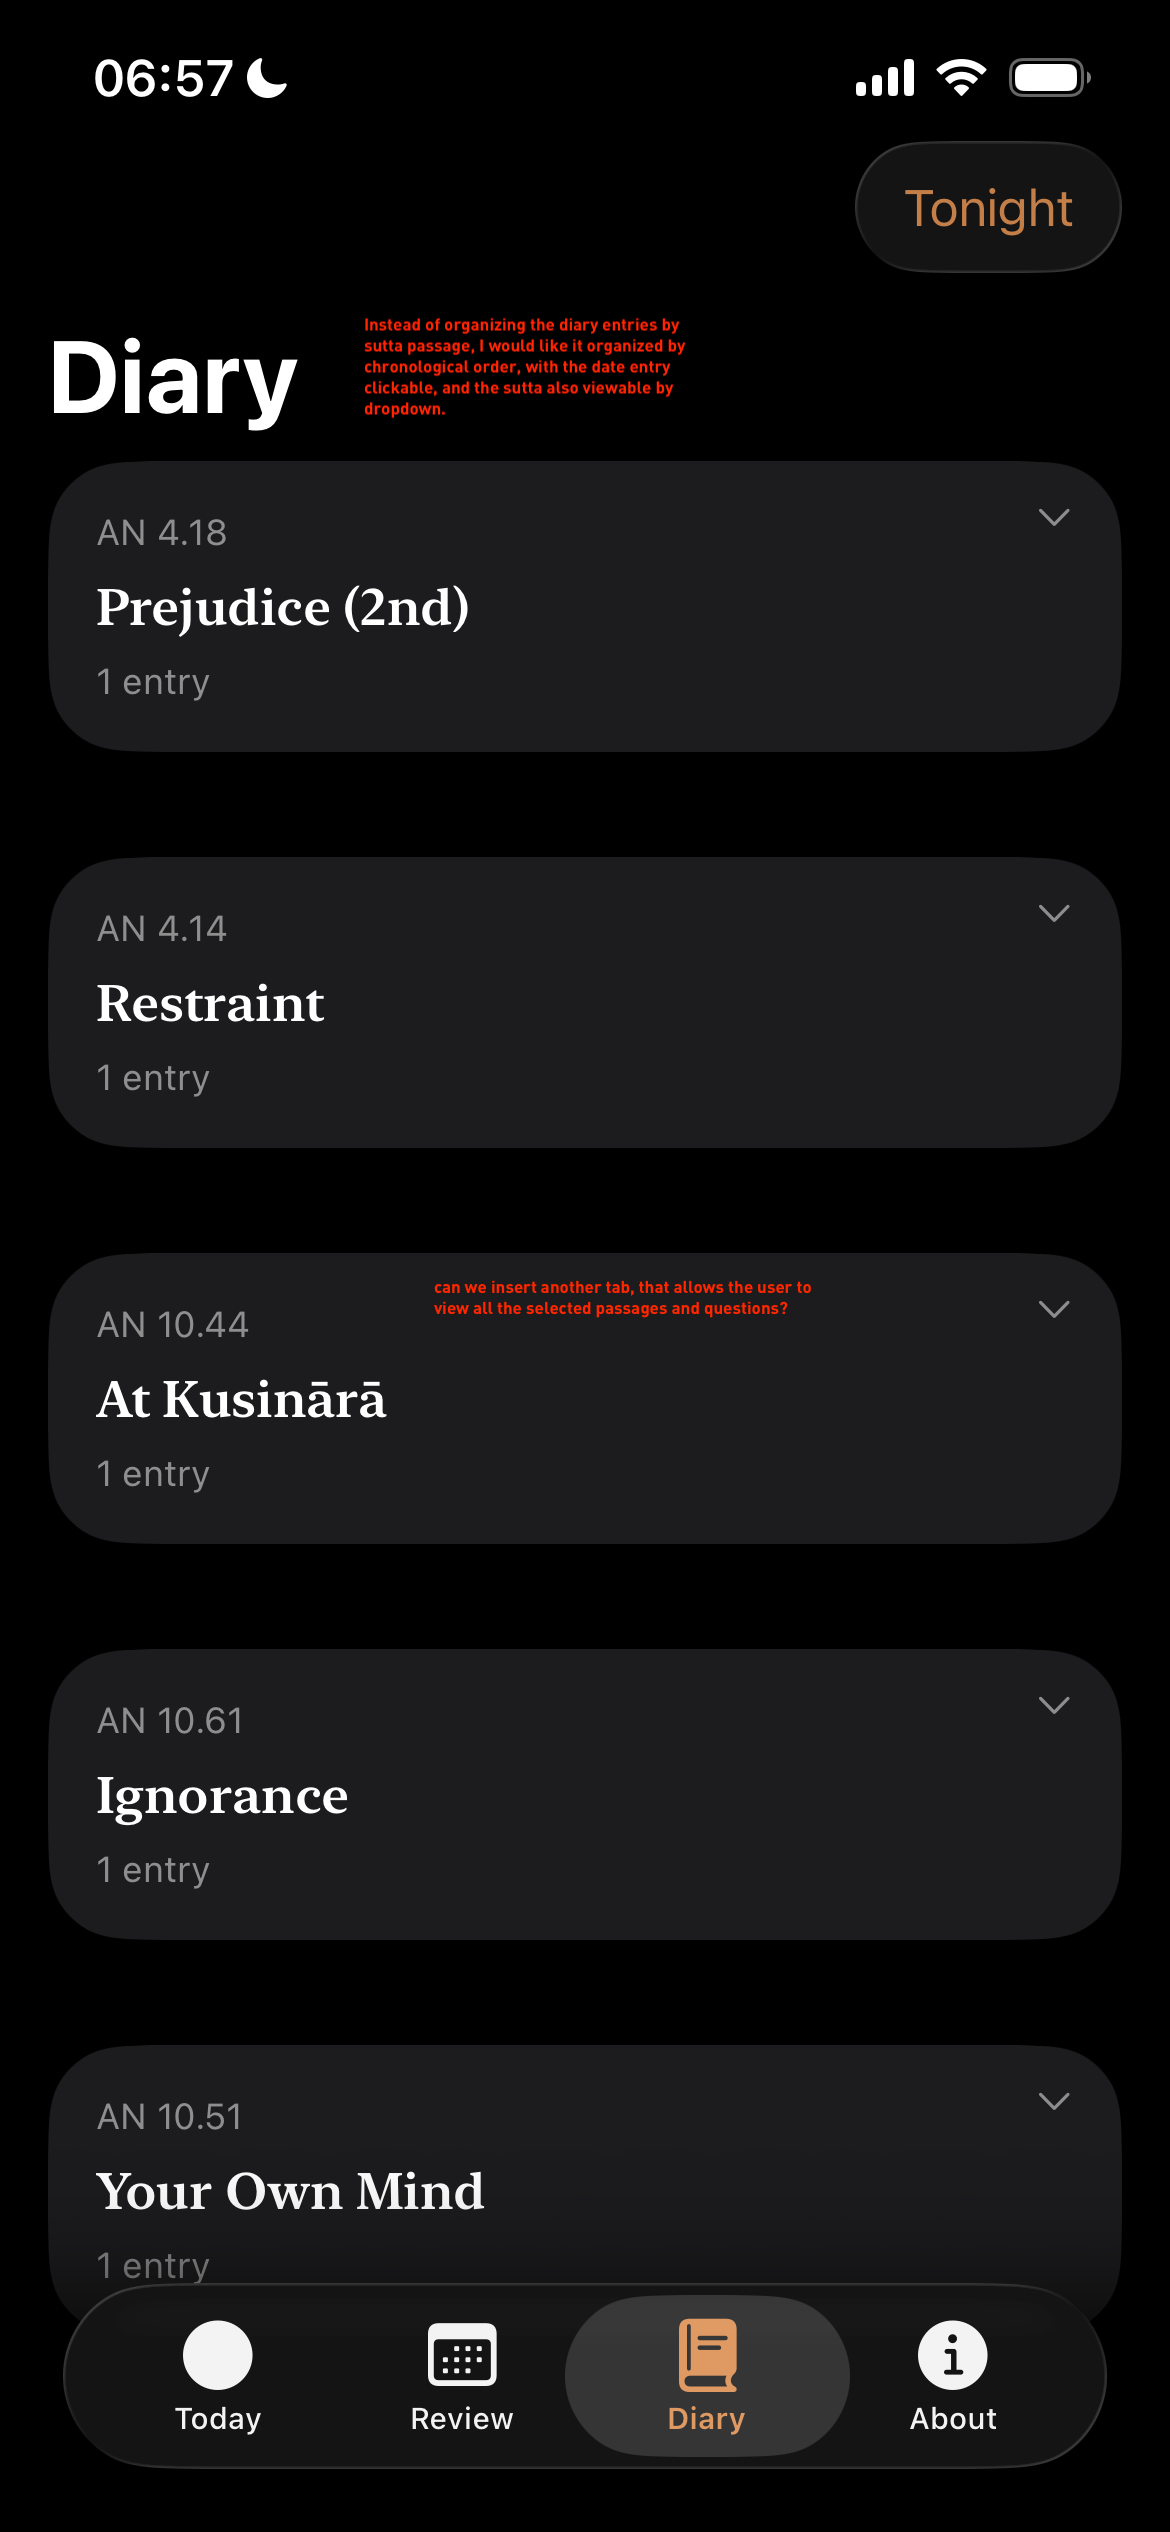 06:57
Tonight
Diary
Instead of organizing the diary entries by
sutta passage, I would like it organized by
chronological order, with the date entry
clickable, and the sutta also viewable by
dropdown.
AN 4.18
Prejudice (2nd)
1 entry
AN 4.14
Restraint
1 entry
can we insert another tab, that allows the user to
view all the selected passages and questions?
AN 10.44
At Kusinārā
1 entry
AN 10.61
Ignorance
1 entry
AN 10.51
Your Own Mind
1 entry
Today
Review
Diary
About